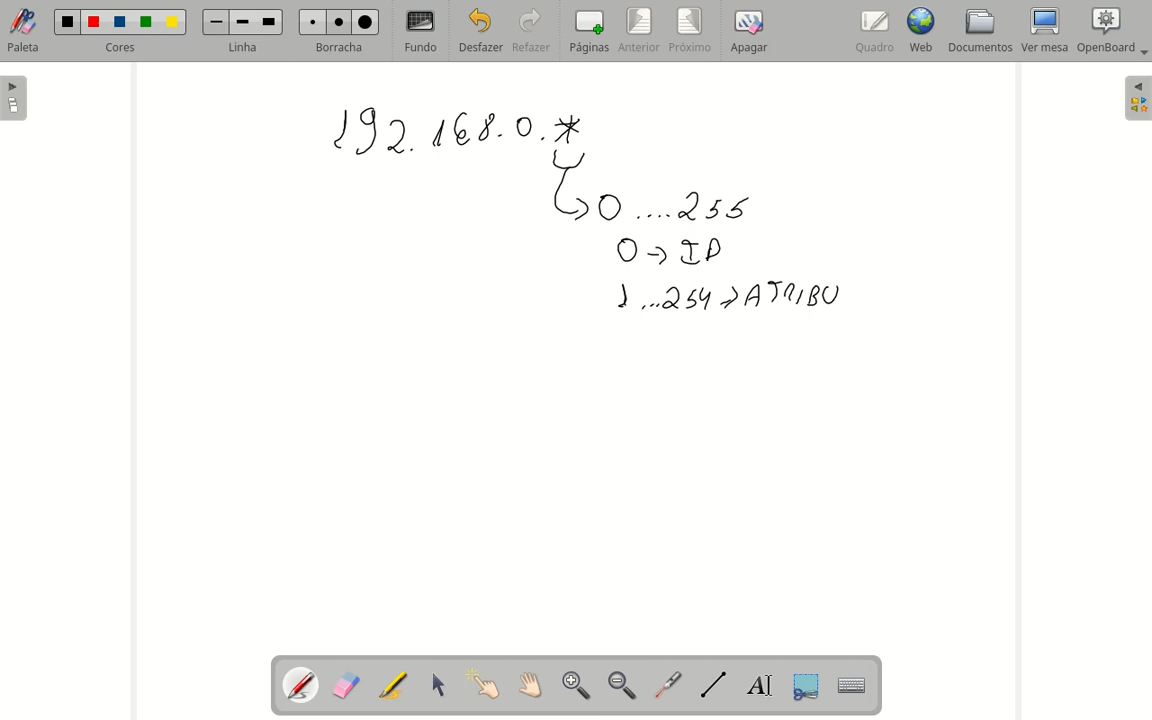 Paleta Cores Linha Borracha Fundo Desfazer Refazer Páginas Anterior Próximo Apagar Quadro Web Documentos Ver mesa OpenBoard
192.168.0.*
0....255
0 → ID
1...254 → ATRIBU